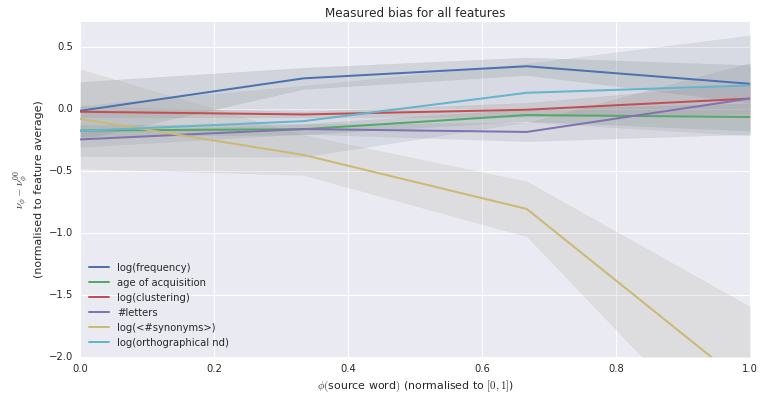 Measured bias for all features
0.5
0.0
−0.5
−1.0
−1.5
−2.0
ν_ϕ − ν_ϕ^00
(normalised to feature average)
log(frequency)
age of acquisition
log(clustering)
#letters
log(<#synonyms>)
log(orthographical nd)
0.0 0.2 0.4 0.6 0.8 1.0
ϕ(source word) (normalised to [0, 1])